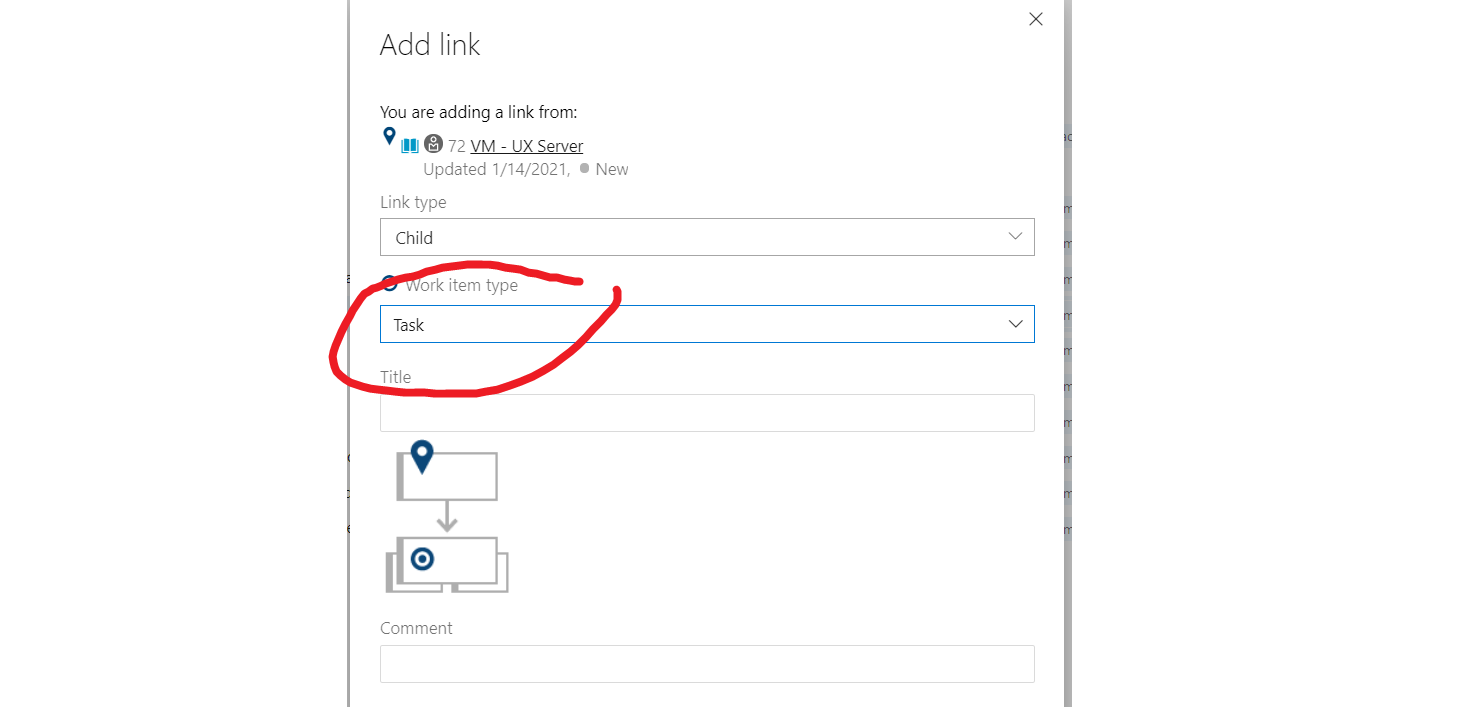 Add link
You are adding a link from:
72 VM - UX Server
Updated 1/14/2021, New
Link type
Child
Work item type
Task
Title
Comment